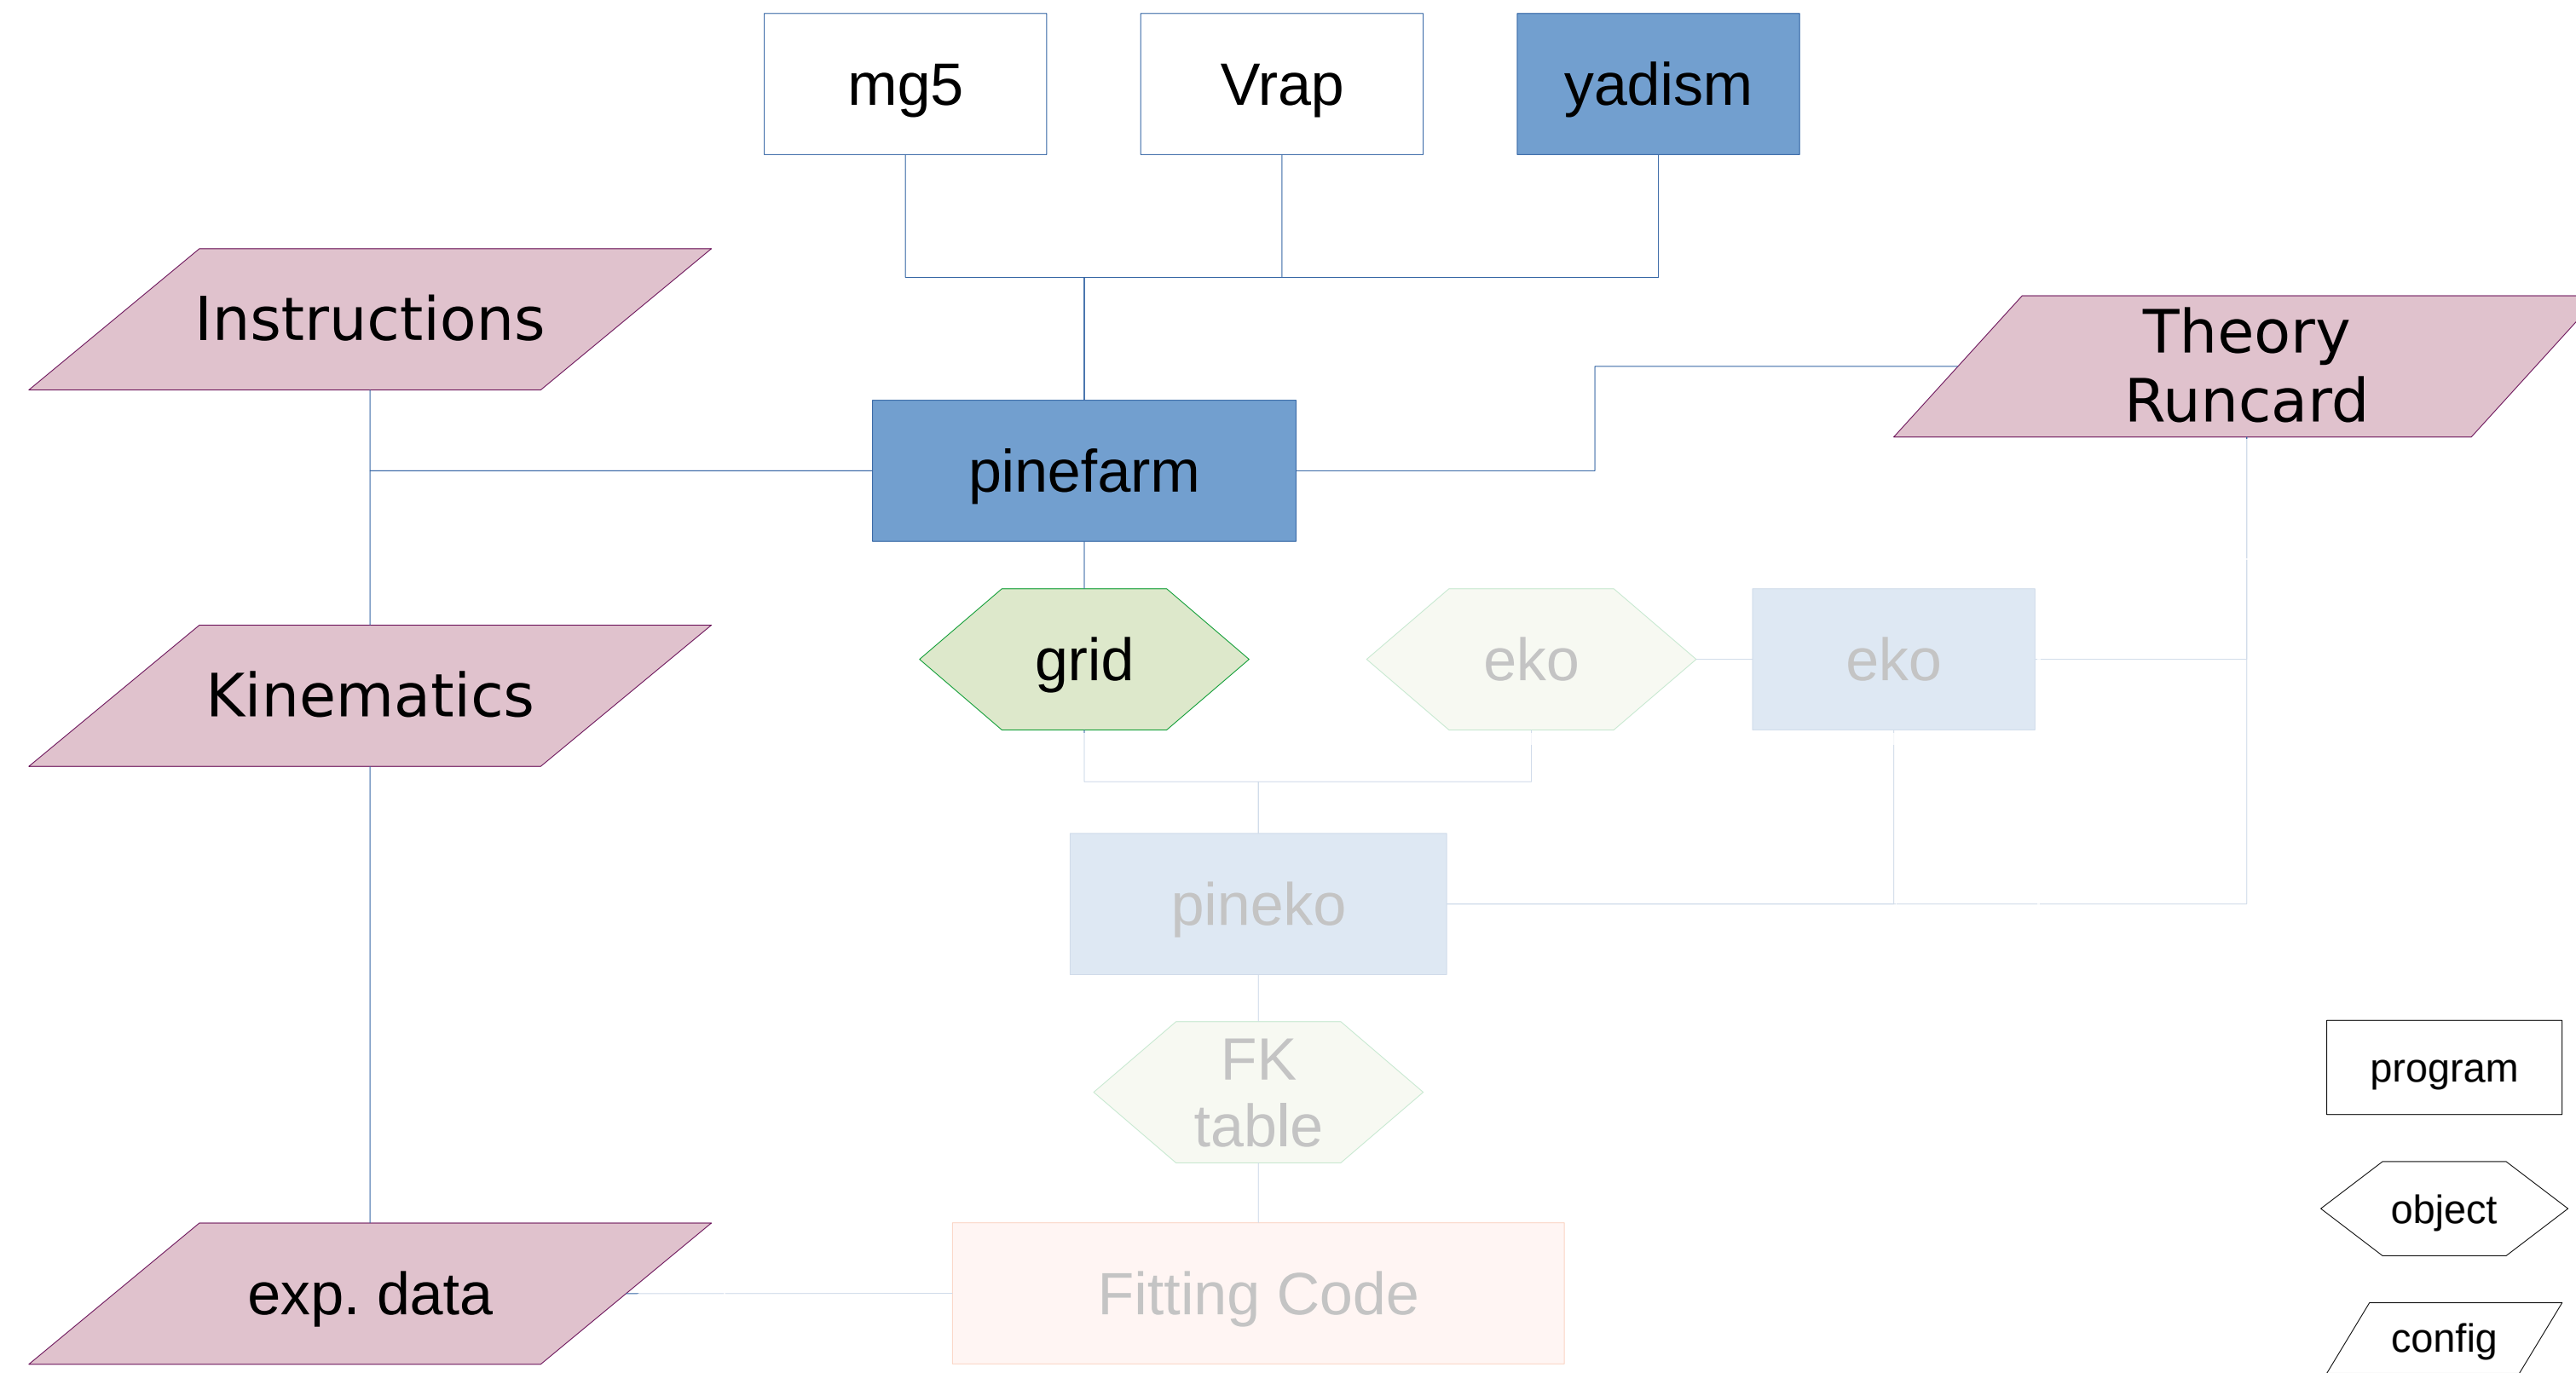 mg5
Vrap
yadism
Instructions
Theory
Runcard
pinefarm
Kinematics
grid
eko
eko
pineko
FK
table
program
object
exp. data
Fitting Code
config